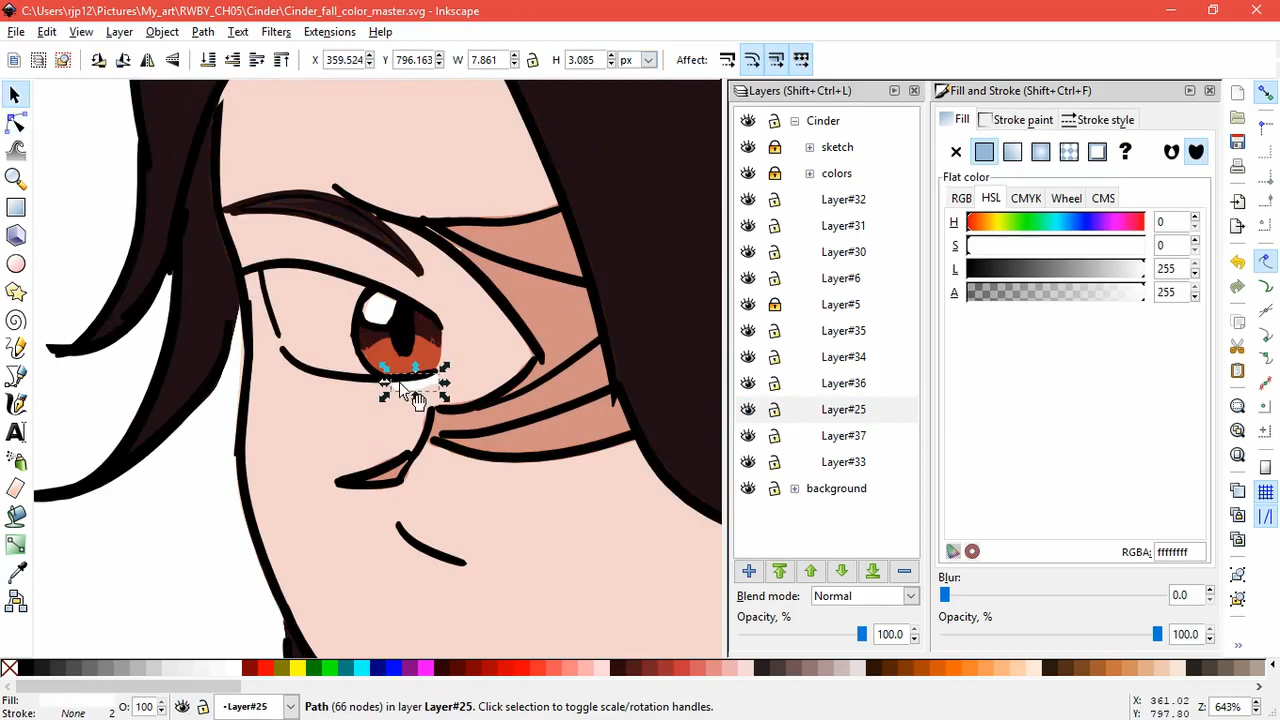 C:\Users\rjp12\Pictures\My_art\RWBY_CH05\Cinder\Cinder_fall_color_master.svg - Inkscape
File Edit View Layer Object Path Filters Text Extensions Help
X 359.524 Y 796.163 W 7.861 H 3.085 px Affect:
Layers (Shift+Ctrl+L)
Cinder
sketch
colors
Layer#32
Layer#31
Layer#30
Layer#6
Layer#5
Layer#35
Layer#34
Layer#36
Layer#25
Layer#37
Layer#33
background
Blend mode: Normal
Opacity, % 100.0
Fill and Stroke (Shift+Ctrl+F)
Fill Stroke paint Stroke style
Flat color
RGB HSL CMYK Wheel CMS
H 0
S 0
L 255
A 255
RGBA: ffffffff
Blur:
0.0
Opacity, %
100.0
Fill:
Stroke: None 2 O: 100 •Layer#25 Path (66 nodes) in layer Layer#25. Click selection to toggle scale/rotation handles.
X: 361.02
Y: 797.30
Z: 643%